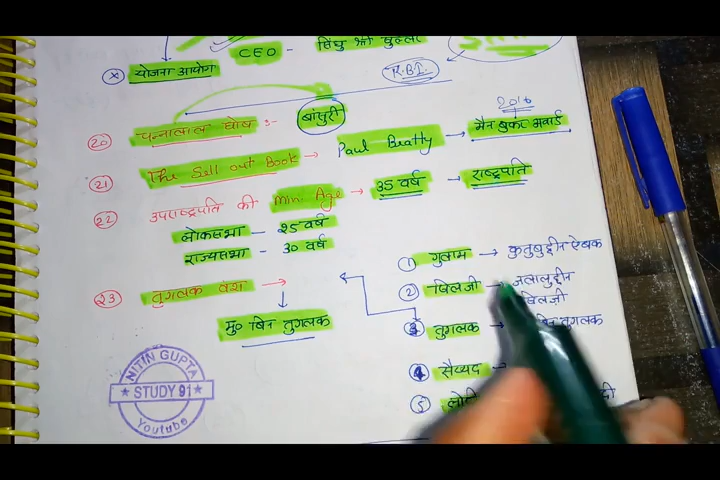 CEO -
योजना आयोग
R.B.I.
20 पन्नालाल घोष :- बांसुरी
2016
21 The Sell out Book → Paul Beatty → मैन बुकर अवार्ड
22 उपराष्ट्रपति की min. Age → 35 वर्ष → राष्ट्रपति
लोकसभा - 25 वर्ष
राज्यसभा - 30 वर्ष
23 तुगलक वंश →
मु० बिन तुगलक
1 गुलाम → कुतुबुद्दीन ऐबक
2 खिलजी → जलालुद्दीन
खिलजी
3 तुगलक → बिन तुगलक
4 सैय्यद →
5 लोदी
NITIN GUPTA
STUDY 91
Youtube